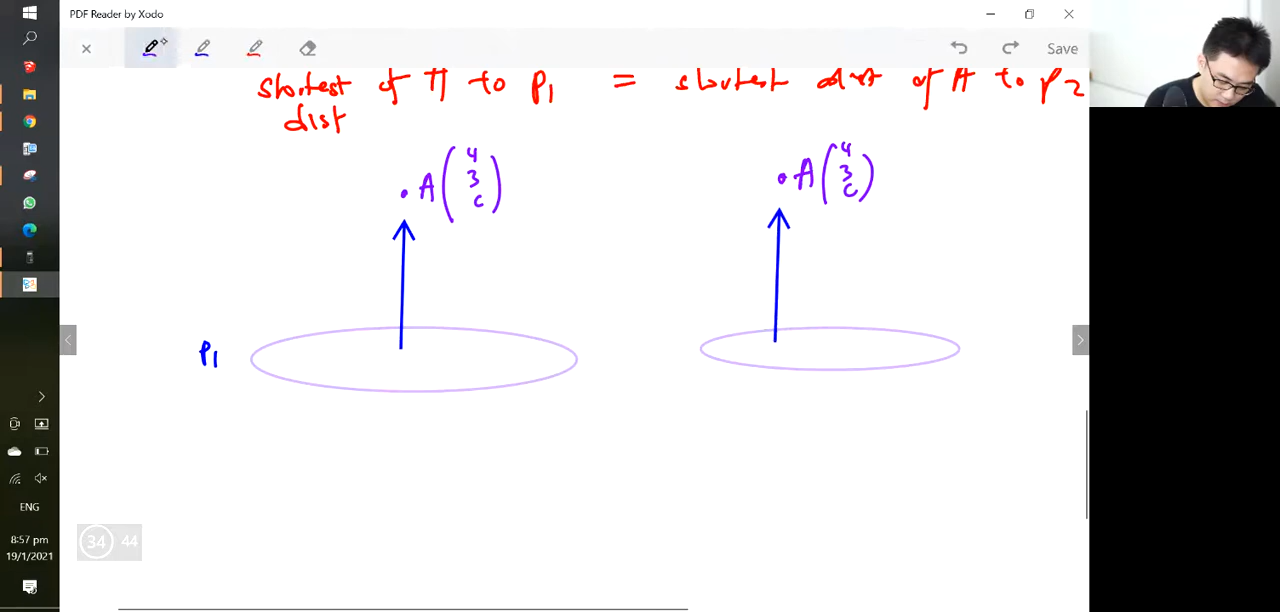 PDF Reader by Xodo
Save
shortest of π to p1 = shortest dist of A to p2
dist
A (4 3 c)
A (4 3 c)
P1
ENG
8:57 pm
19/1/2021
34 44